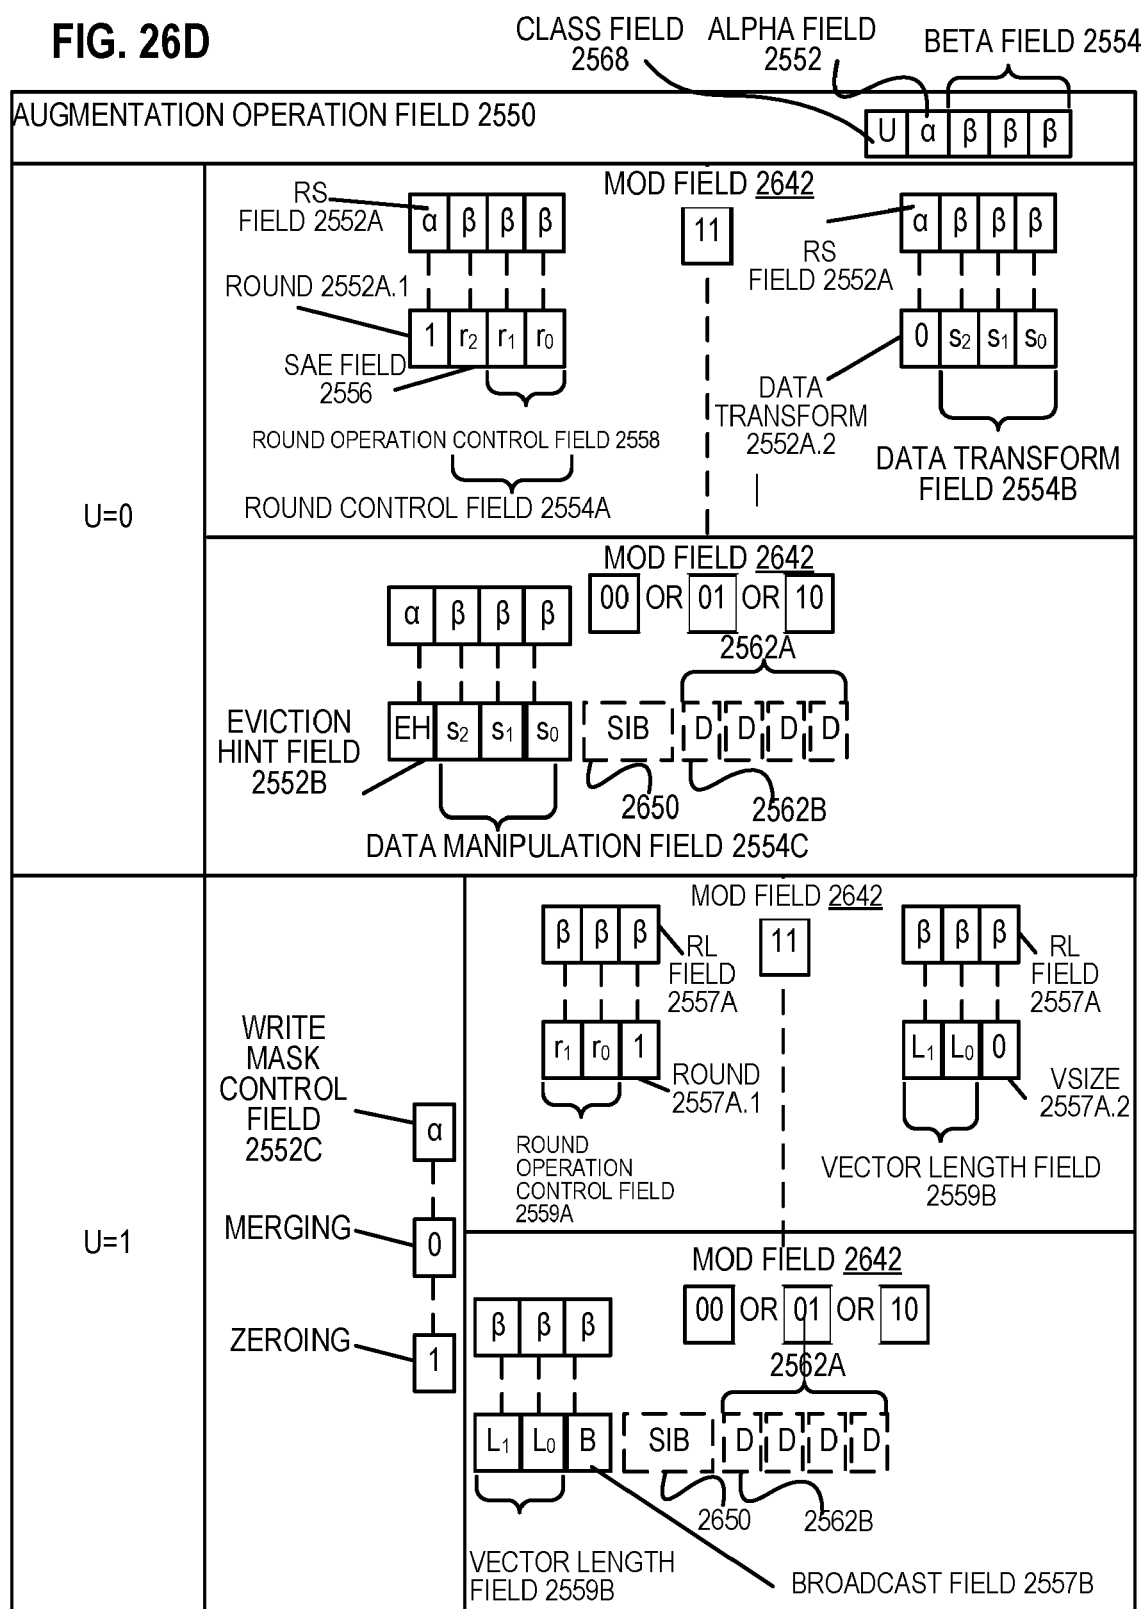 FIG. 26D
CLASS FIELD
2568
ALPHA FIELD
2552
BETA FIELD 2554
AUGMENTATION OPERATION FIELD 2550
U α β β β
U=0
MOD FIELD 2642
11
RS
FIELD 2552A
α β β β
ROUND 2552A.1
1 r2 r1 r0
SAE FIELD
2556
ROUND OPERATION CONTROL FIELD 2558
ROUND CONTROL FIELD 2554A
α β β β
RS
FIELD 2552A
0 s2 s1 s0
DATA
TRANSFORM
2552A.2
DATA TRANSFORM
FIELD 2554B
MOD FIELD 2642
00 OR 01 OR 10
α β β β
2562A
EH s2 s1 s0 SIB D D D D
EVICTION
HINT FIELD
2552B
2650
2562B
DATA MANIPULATION FIELD 2554C
U=1
WRITE
MASK
CONTROL
FIELD
2552C
α
MERGING
0
ZEROING
1
MOD FIELD 2642
11
β β β
RL
FIELD
2557A
r1 r0 1
ROUND
2557A.1
ROUND
OPERATION
CONTROL FIELD
2559A
β β β
RL
FIELD
2557A
L1 L0 0
VSIZE
2557A.2
VECTOR LENGTH FIELD
2559B
MOD FIELD 2642
00 OR 01 OR 10
β β β
2562A
L1 L0 B SIB D D D D
2650
2562B
VECTOR LENGTH
FIELD 2559B
BROADCAST FIELD 2557B